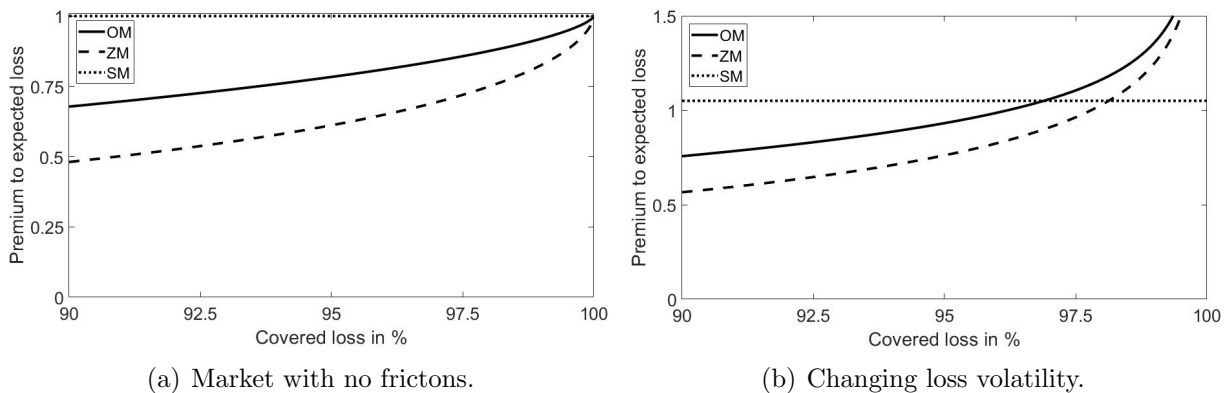 1
0.75
0.5
0.25
0
Premium to expected loss
OM
ZM
SM
90
92.5
95
97.5
100
Covered loss in %
(a) Market with no frictons.
1.5
1
0.5
0
Premium to expected loss
OM
ZM
SM
90
92.5
95
97.5
100
Covered loss in %
(b) Changing loss volatility.